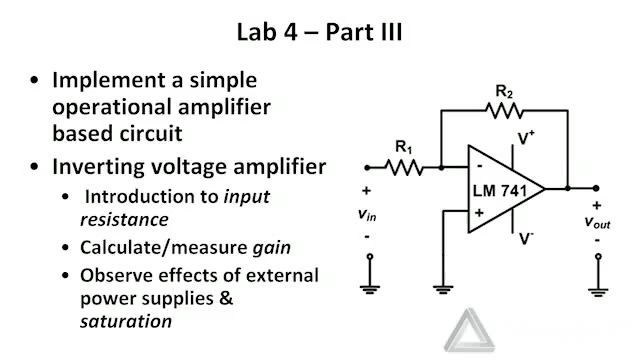 Lab 4 – Part III
• Implement a simple
operational amplifier
based circuit
• Inverting voltage amplifier
• Introduction to input
resistance
• Calculate/measure gain
• Observe effects of external
power supplies &
saturation
R2
R1
V+
-
LM 741
+
V-
+
vin
-
+
vout
-